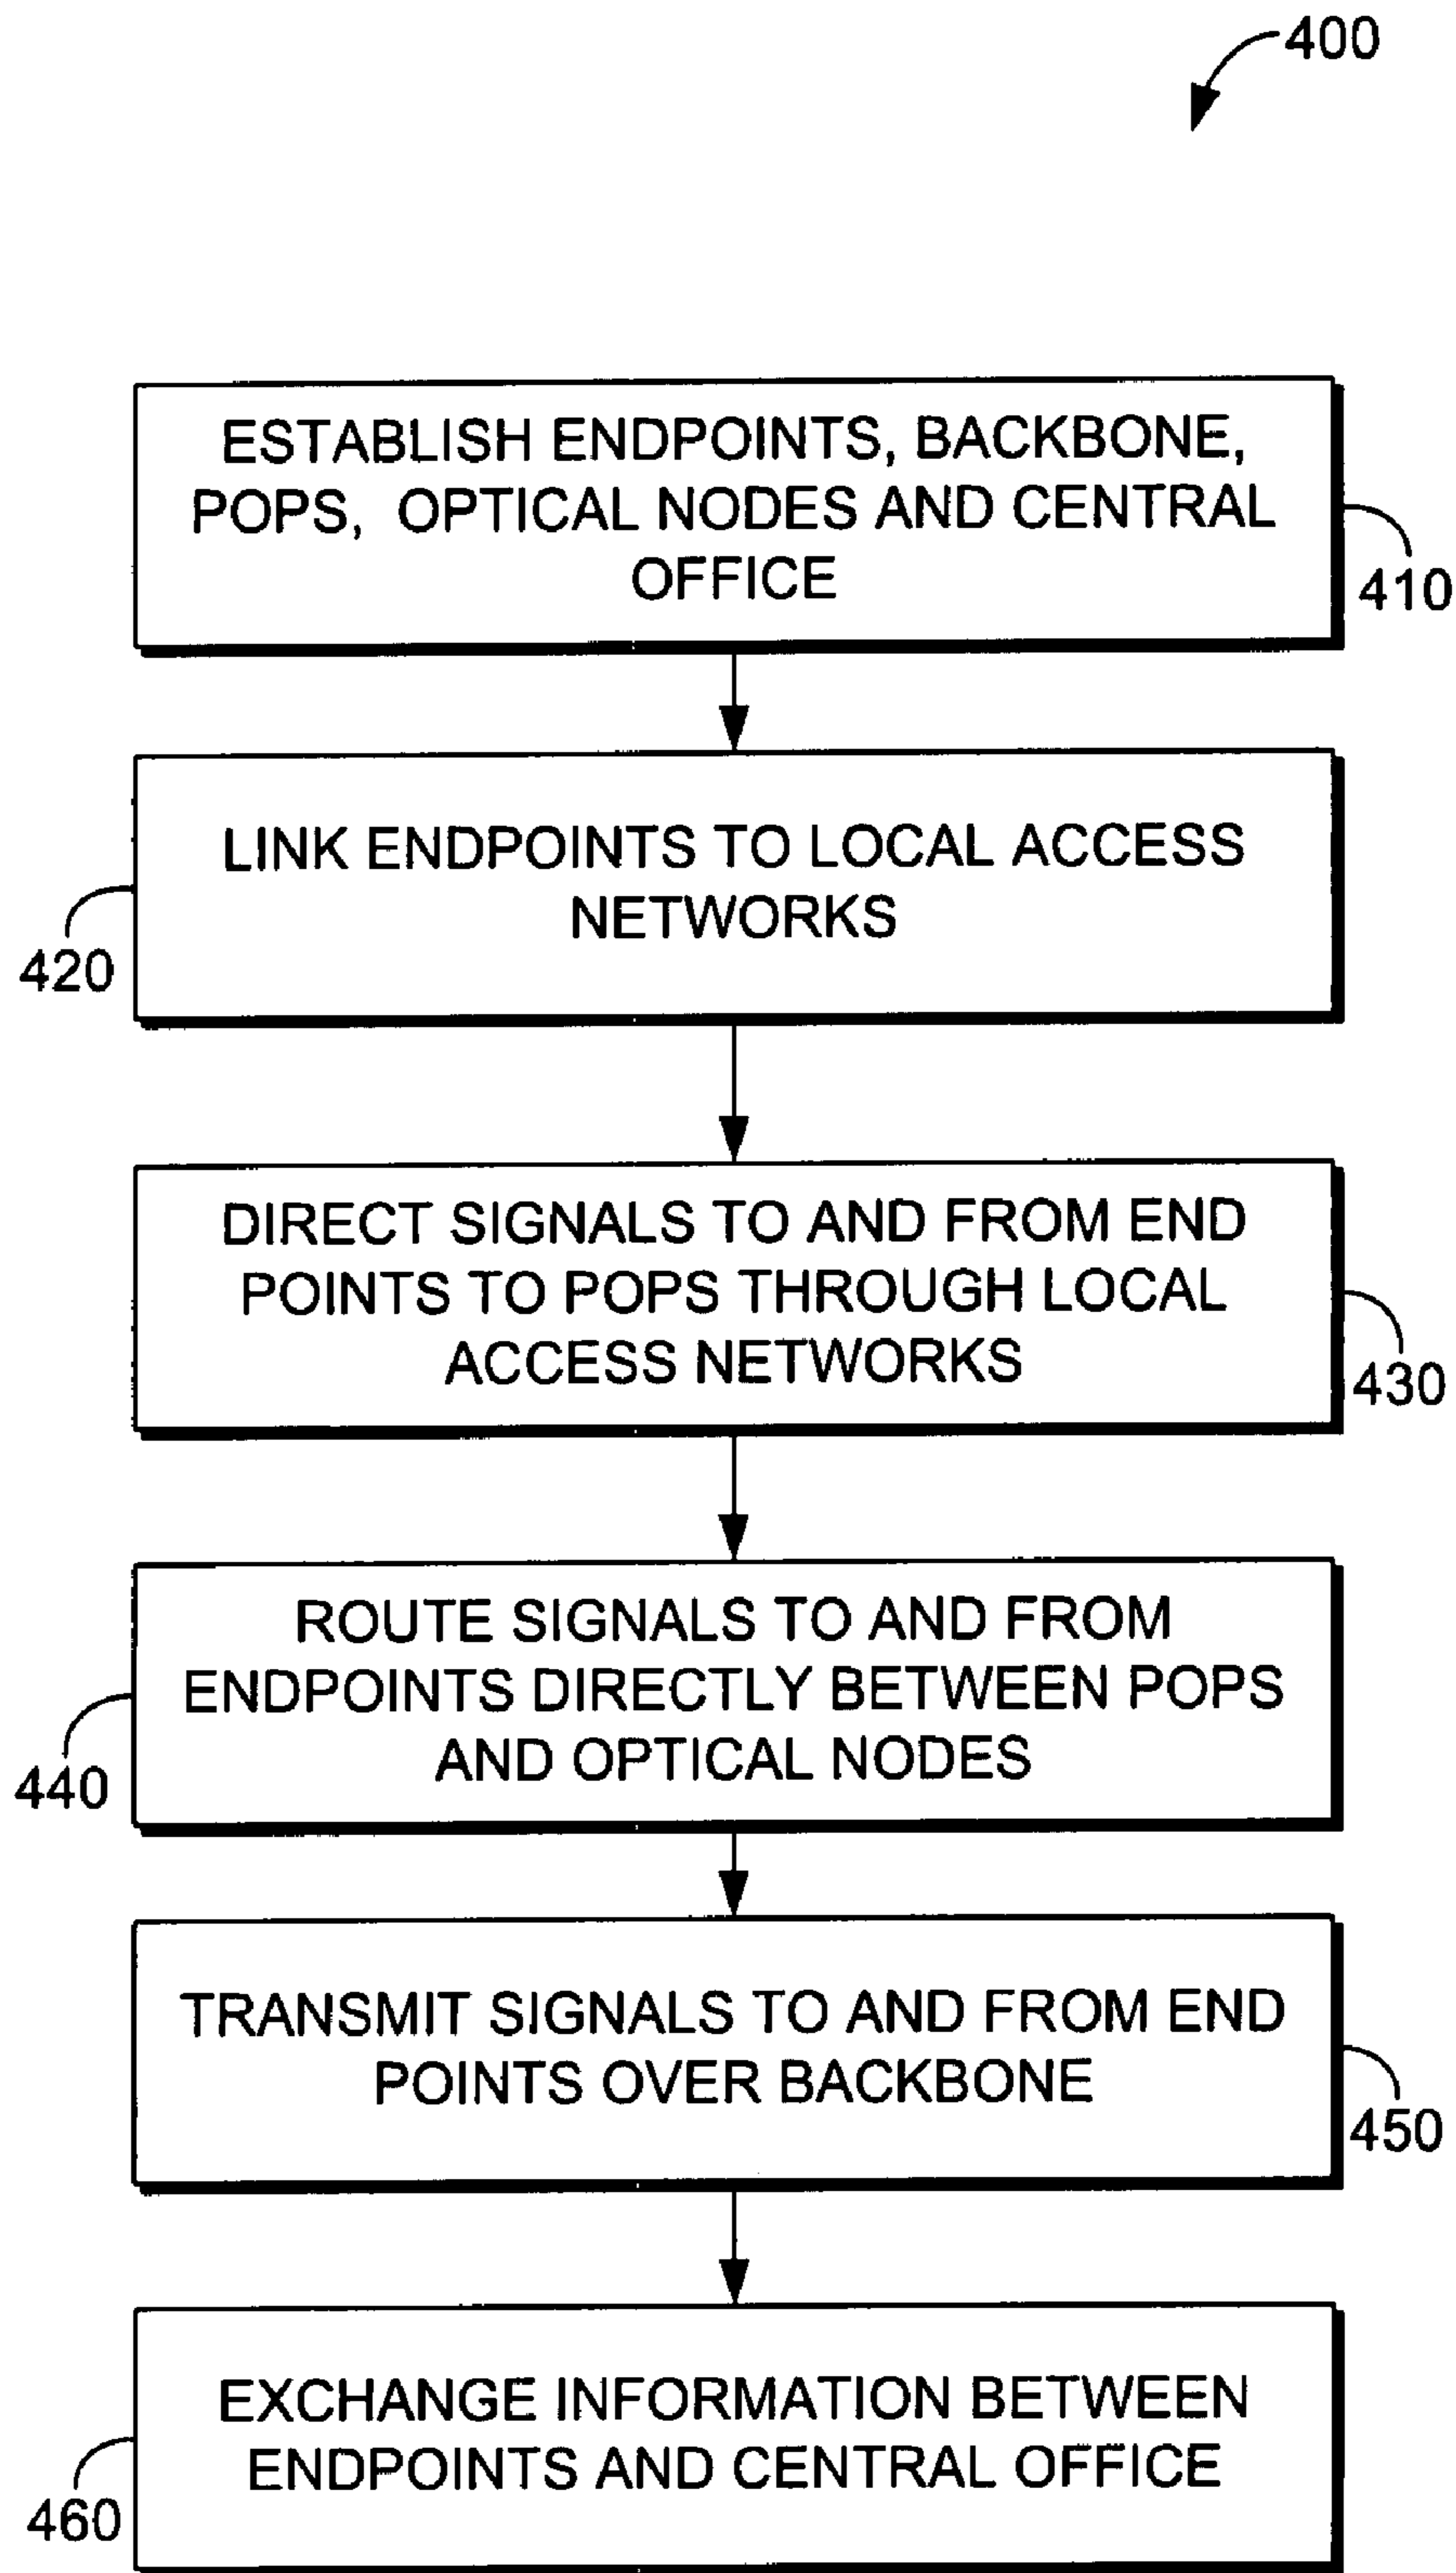 400
ESTABLISH ENDPOINTS, BACKBONE,
POPS, OPTICAL NODES AND CENTRAL
OFFICE
410
LINK ENDPOINTS TO LOCAL ACCESS
NETWORKS
420
DIRECT SIGNALS TO AND FROM END
POINTS TO POPS THROUGH LOCAL
ACCESS NETWORKS
430
ROUTE SIGNALS TO AND FROM
ENDPOINTS DIRECTLY BETWEEN POPS
AND OPTICAL NODES
440
TRANSMIT SIGNALS TO AND FROM END
POINTS OVER BACKBONE
450
EXCHANGE INFORMATION BETWEEN
ENDPOINTS AND CENTRAL OFFICE
460